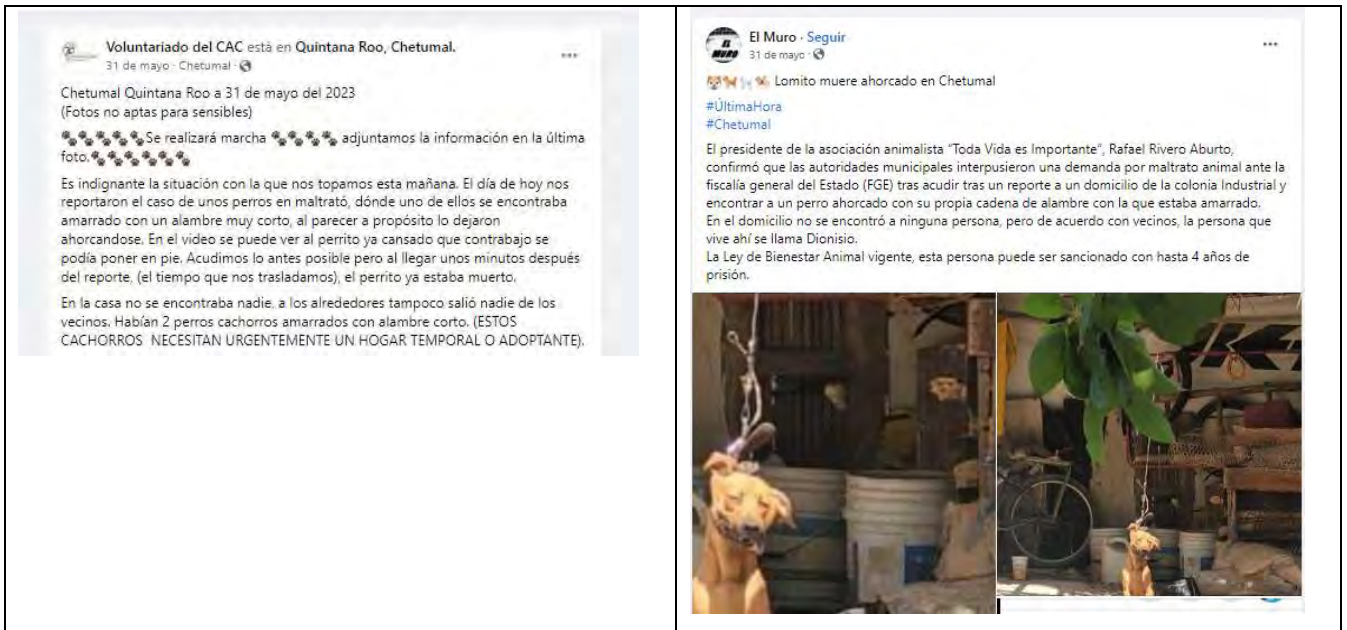 Voluntariado del CAC está en Quintana Roo, Chetumal.
31 de mayo · Chetumal ·
Chetumal Quintana Roo a 31 de mayo del 2023
(Fotos no aptas para sensibles)
🐾🐾🐾🐾🐾Se realizará marcha 🐾🐾🐾🐾 adjuntamos la información en la última
foto.🐾🐾🐾🐾🐾🐾
Es indignante la situación con la que nos topamos esta mañana. El día de hoy nos
reportaron el caso de unos perros en maltrató, dónde uno de ellos se encontraba
amarrado con un alambre muy corto, al parecer a propósito lo dejaron
ahorcandose. En el video se puede ver al perrito ya cansado que contrabajo se
podía poner en pie. Acudimos lo antes posible pero al llegar unos minutos después
del reporte, (el tiempo que nos trasladamos), el perrito ya estaba muerto.
En la casa no se encontraba nadie, a los alrededores tampoco salió nadie de los
vecinos. Habían 2 perros cachorros amarrados con alambre corto. (ESTOS
CACHORROS NECESITAN URGENTEMENTE UN HOGAR TEMPORAL O ADOPTANTE).
EL MURO
El Muro · Seguir
31 de mayo ·
🐯🐕🐩🐿 Lomito muere ahorcado en Chetumal
#ÚltimaHora
#Chetumal
El presidente de la asociación animalista “Toda Vida es Importante”, Rafael Rivero Aburto,
confirmó que las autoridades municipales interpusieron una demanda por maltrato animal ante la
fiscalía general del Estado (FGE) tras acudir tras un reporte a un domicilio de la colonia Industrial y
encontrar a un perro ahorcado con su propia cadena de alambre con la que estaba amarrado.
En el domicilio no se encontró a ninguna persona, pero de acuerdo con vecinos, la persona que
vive ahí se llama Dionisio.
La Ley de Bienestar Animal vigente, esta persona puede ser sancionado con hasta 4 años de
prisión.